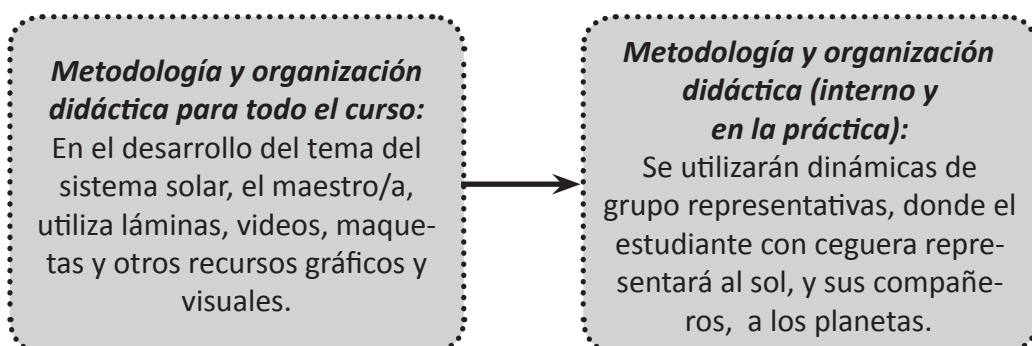 Metodología y organización
didáctica para todo el curso:
En el desarrollo del tema del
sistema solar, el maestro/a,
utiliza láminas, videos, maque-
tas y otros recursos gráficos y
visuales.
Metodología y organización
didáctica (interno y
en la práctica):
Se utilizarán dinámicas de
grupo representativas, donde el
estudiante con ceguera repre-
sentará al sol, y sus compañe-
ros, a los planetas.